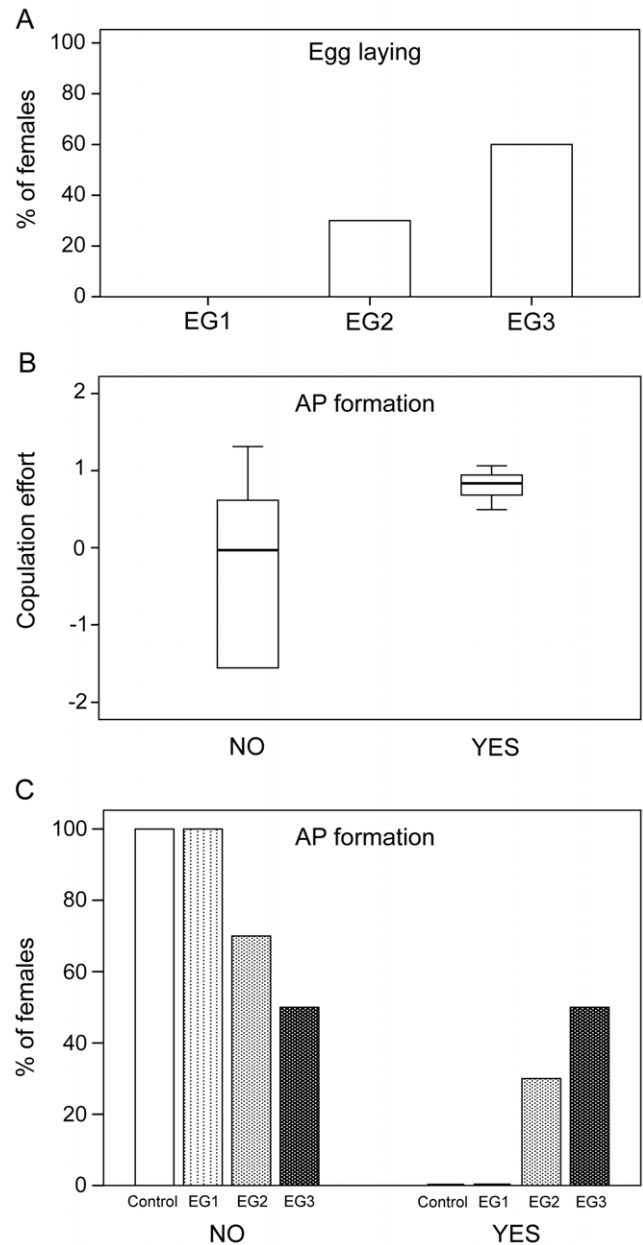 A
Egg laying
% of females
100
80
60
40
20
0
EG1 EG2 EG3
B
AP formation
Copulation effort
2
1
0
-1
-2
NO YES
C
AP formation
% of females
100
80
60
40
20
0
Control EG1 EG2 EG3 Control EG1 EG2 EG3
NO YES